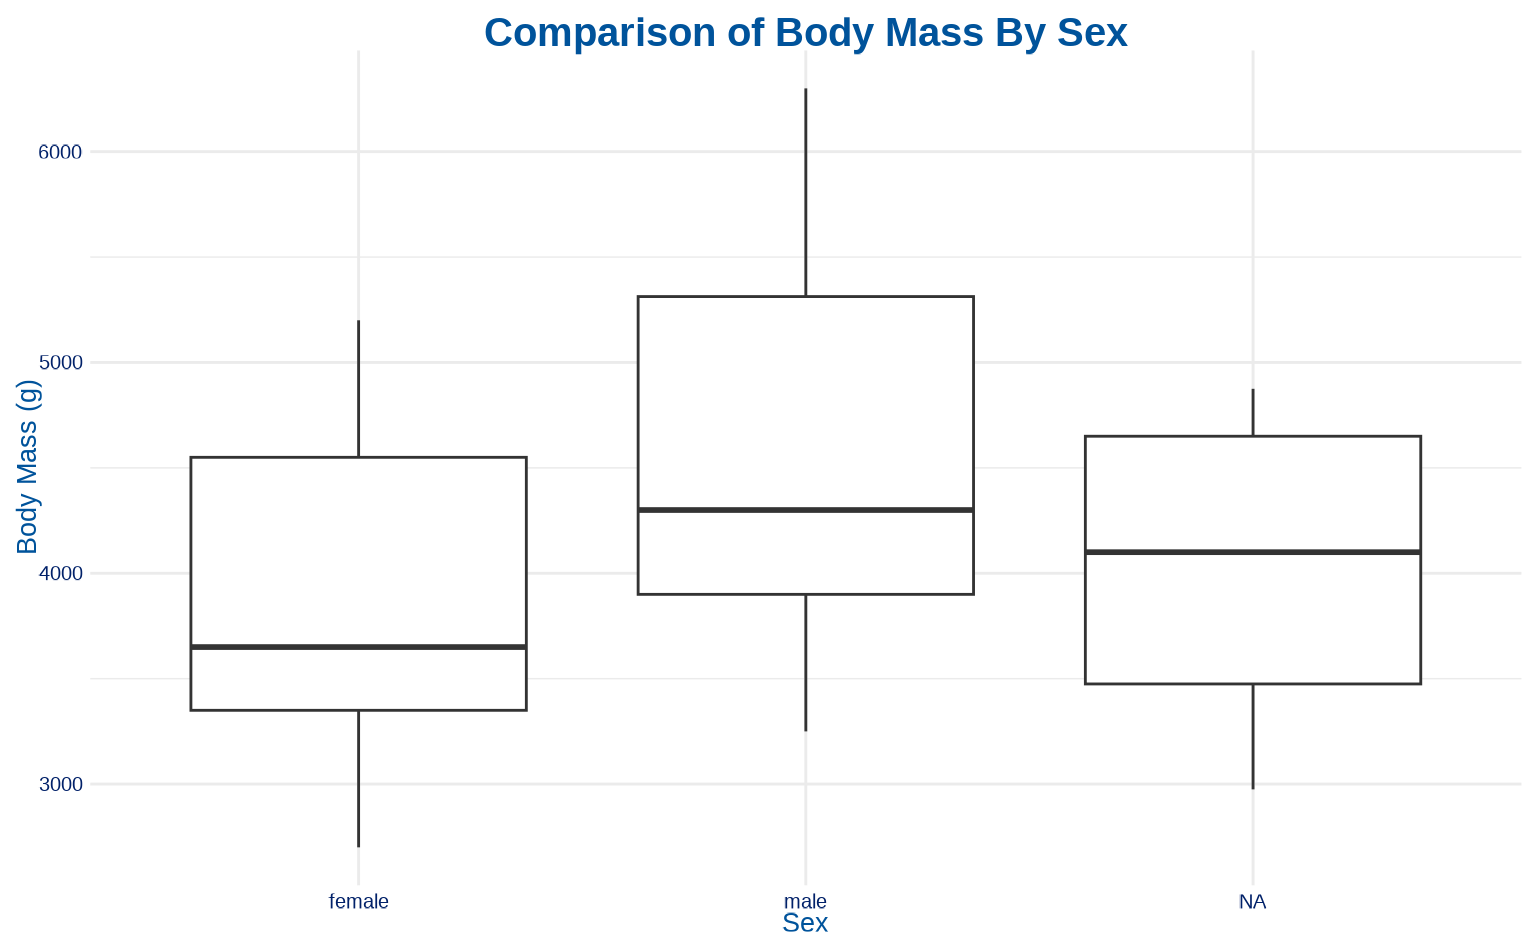 Comparison of Body Mass By Sex
6000
5000
4000
3000
Body Mass (g)
female
male
NA
Sex